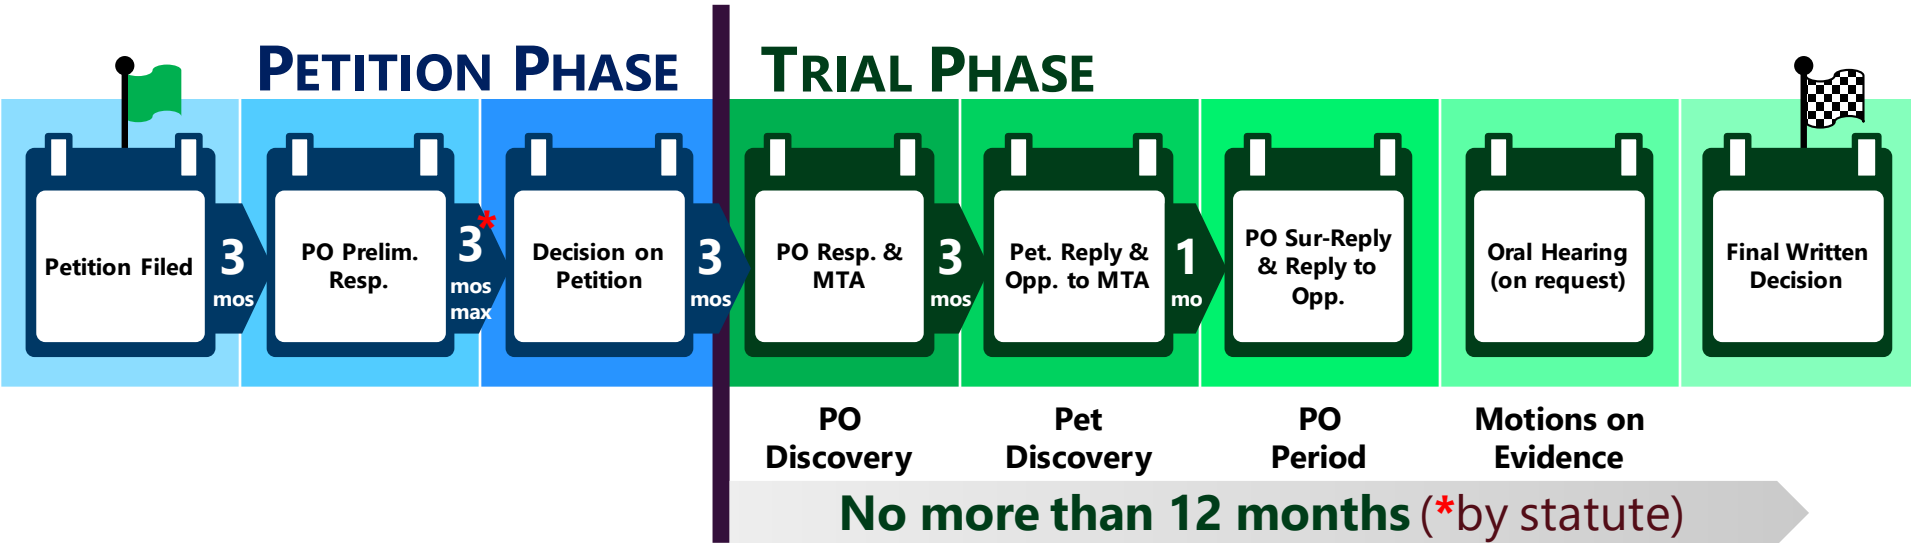 PETITION PHASE
TRIAL PHASE
Petition Filed
3
mos
PO Prelim.
Resp.
3*
mos
max
Decision on
Petition
3
mos
PO Resp. &
MTA
3
mos
Pet. Reply &
Opp. to MTA
1
mo
PO Sur-Reply
& Reply to
Opp.
Oral Hearing
(on request)
Final Written
Decision
PO
Discovery
Pet
Discovery
PO
Period
Motions on
Evidence
No more than 12 months (*by statute)